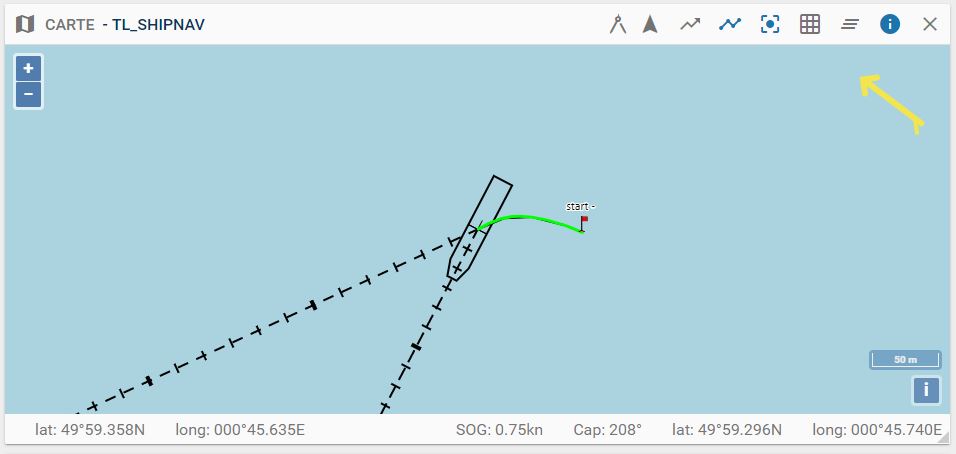 CARTE - TL_SHIPNAV
i
+
−
start -
50 m
i
lat: 49°59.358N long: 000°45.635E SOG: 0.75kn Cap: 208° lat: 49°59.296N long: 000°45.740E